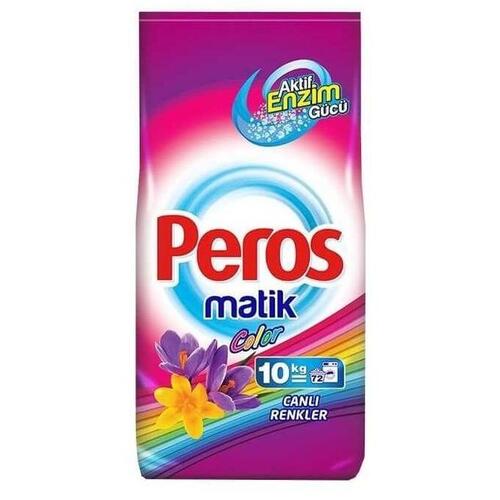 Aktif
Enzim
Gücü
Peros
matik
Color
10 kg = 72
CANLI
RENKLER